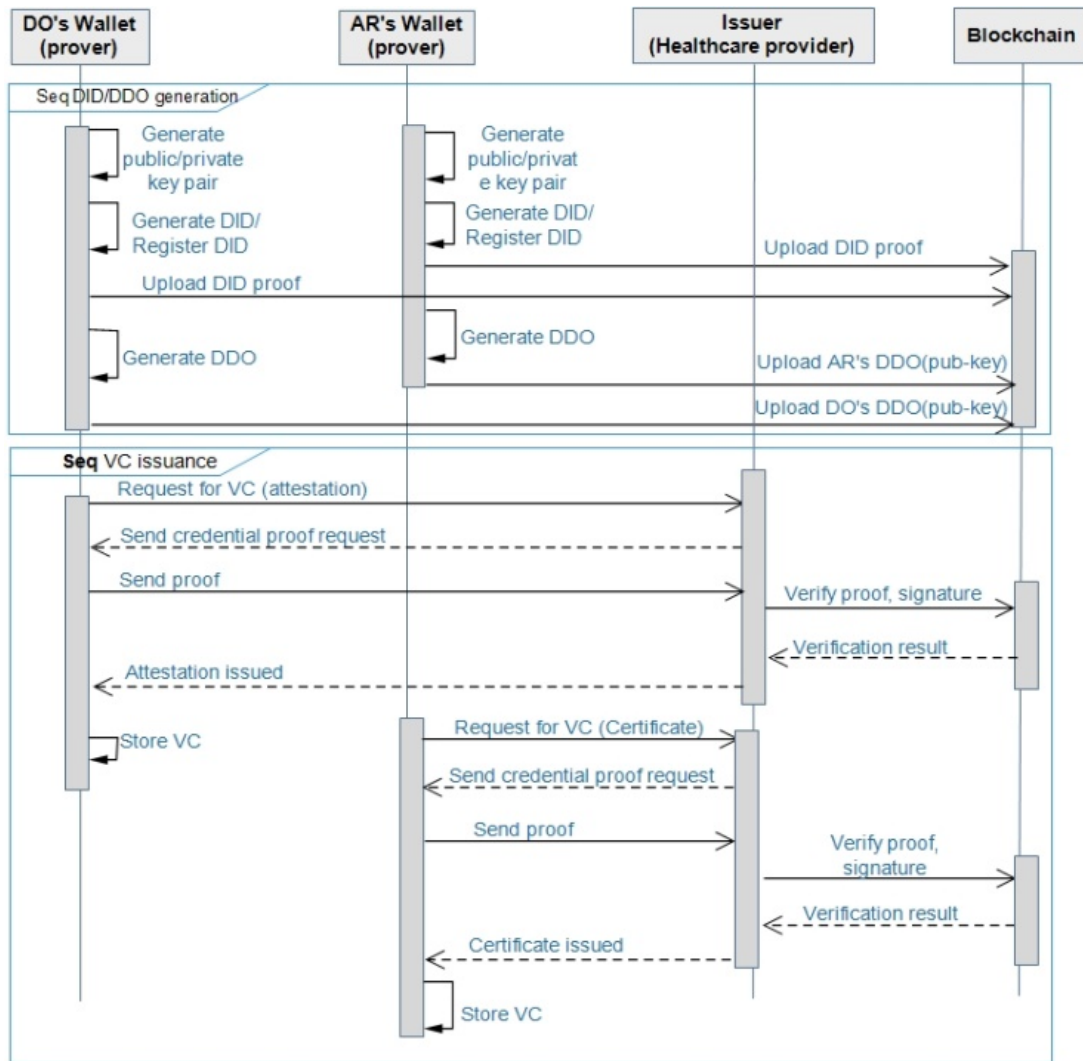 DO's Wallet
(prover)
AR's Wallet
(prover)
Issuer
(Healthcare provider)
Blockchain
Seq DID/DDO generation
Generate
public/private
key pair
Generate
public/privat
e key pair
Generate DID/
Register DID
Generate DID/
Register DID
Upload DID proof
Upload DID proof
Generate DDO
Generate DDO
Upload AR's DDO(pub-key)
Upload DO's DDO(pub-key)
Seq VC issuance
Request for VC (attestation)
Send credential proof request
Send proof
Verify proof, signature
Verification result
Attestation issued
Store VC
Request for VC (Certificate)
Send credential proof request
Send proof
Verify proof,
signature
Verification result
Certificate issued
Store VC